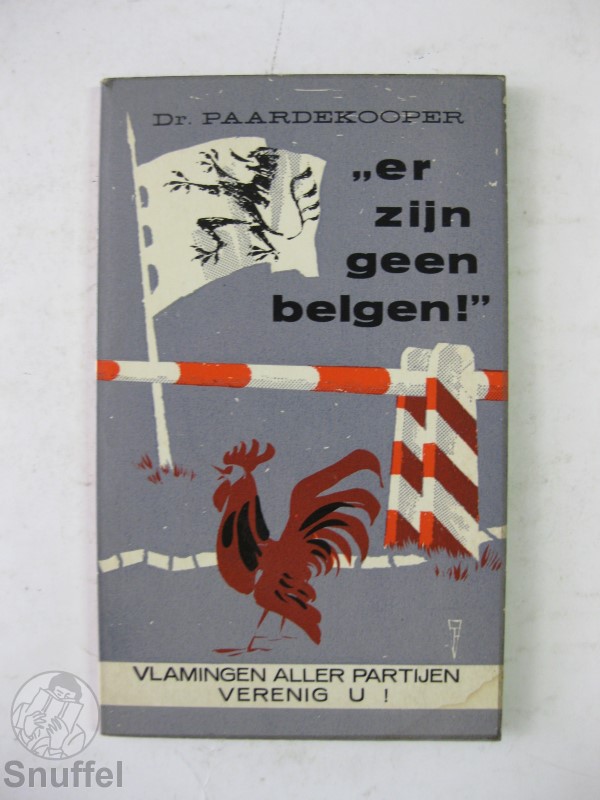 Dr. PAARDEKOOPER
„er
zijn
geen
belgen!”
VLAMINGEN ALLER PARTIJEN
VERENIG U !
Snuffel